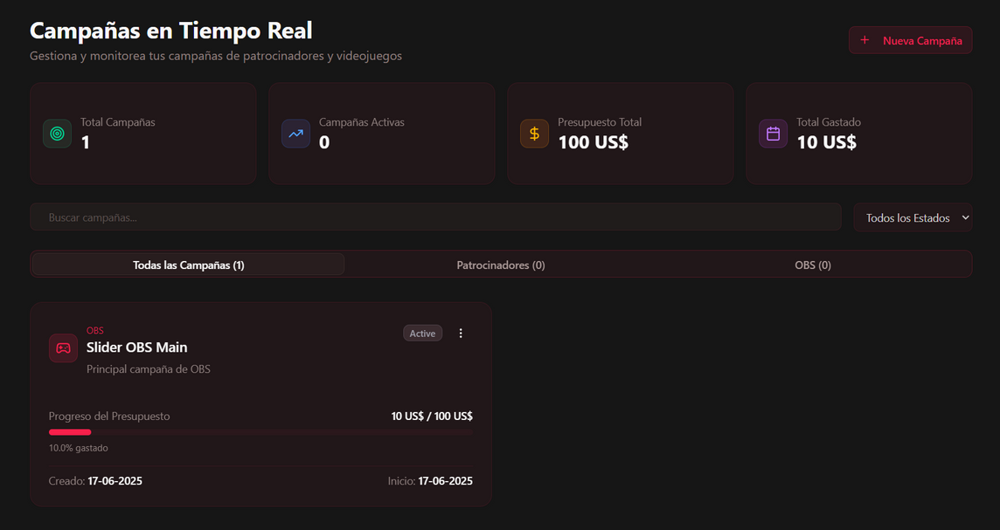 Campañas en Tiempo Real
Gestiona y monitorea tus campañas de patrocinadores y videojuegos
+ Nueva Campaña
Total Campañas
1
Campañas Activas
0
Presupuesto Total
100 US$
Total Gastado
10 US$
Buscar campañas...
Todos los Estados
Todas las Campañas (1)
Patrocinadores (0)
OBS (0)
OBS
Slider OBS Main
Active
Principal campaña de OBS
Progreso del Presupuesto
10 US$ / 100 US$
10.0% gastado
Creado: 17-06-2025
Inicio: 17-06-2025